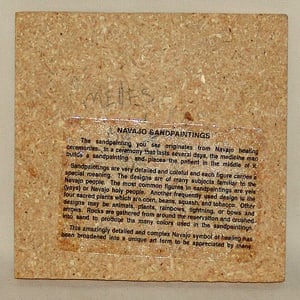 NAVAJO SANDPAINTINGS
The sandpainting you see originates from Navajo healing
ceremonies. In a ceremony that lasts several days, the medicine man
builds a sandpainting and places the patient in the middle of it.
Sandpaintings are very detailed and colorful and each figure carries a
special meaning. The designs are of many subjects familiar to the
Navajo people. The most common figures in sandpaintings are yeis
(yays) or Navajo holy people. Another frequently used design is the
four sacred plants which are corn, beans, squash, and tobacco. Other
designs may be animals, plants, rainbows, lightning, or bows and
arrows. Rocks are gathered from around the reservation and crushed
into sand to produce the many colors used in the sandpaintings.
This amazingly detailed and complex Navajo symbol of healing has
been broadened into a unique art form to be appreciated by many.